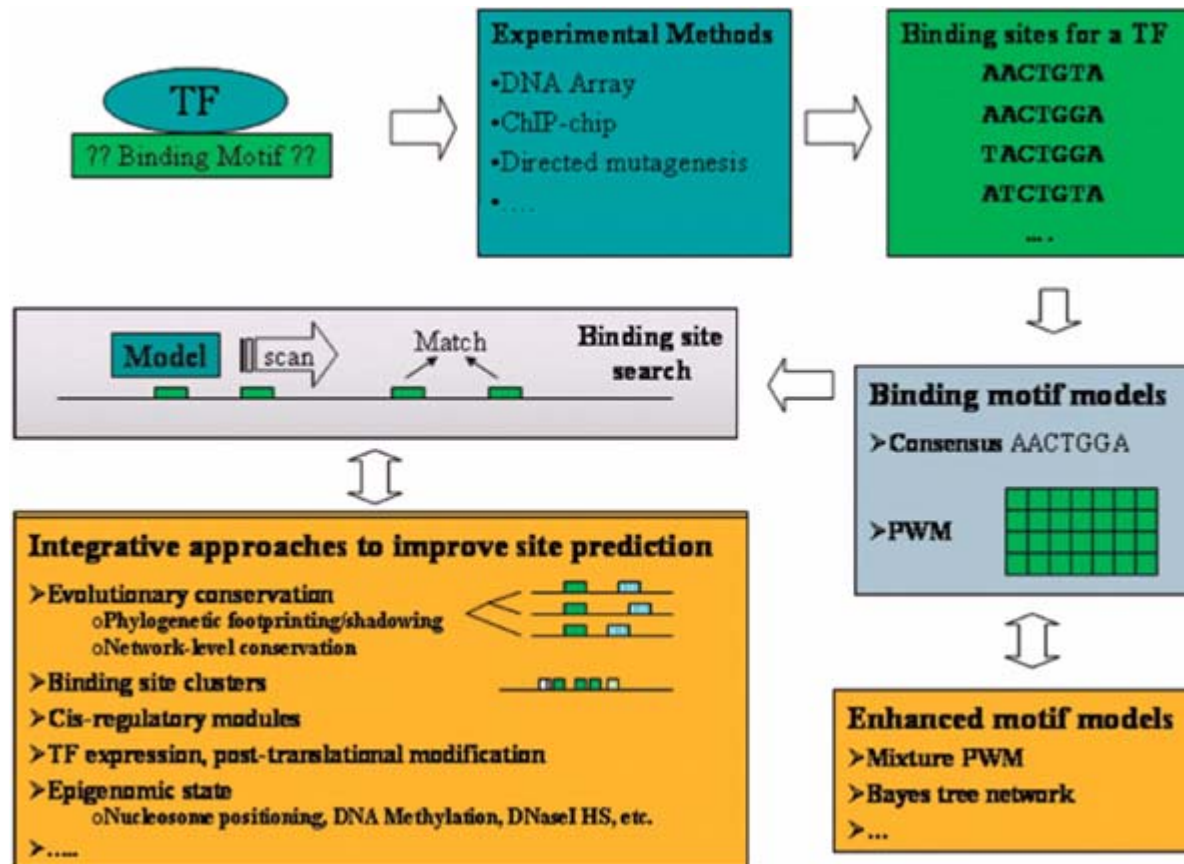 TF
?? Binding Motif ??
Experimental Methods
•DNA Array
•ChIP-chip
•Directed mutagenesis
•....
Binding sites for a TF
AACTGTA
AACTGGA
TACTGGA
ATCTGTA
....
Model
scan
Match
Binding site
search
Binding motif models
➢Consensus AACTGGA
➢PWM
Integrative approaches to improve site prediction
➢Evolutionary conservation
oPhylogenetic footprinting/shadowing
oNetwork-level conservation
➢Binding site clusters
➢Cis-regulatory modules
➢TF expression, post-translational modification
➢Epigenomic state
oNucleosome positioning, DNA Methylation, DNaseI HS, etc.
➢.....
Enhanced motif models
➢Mixture PWM
➢Bayes tree network
➢...